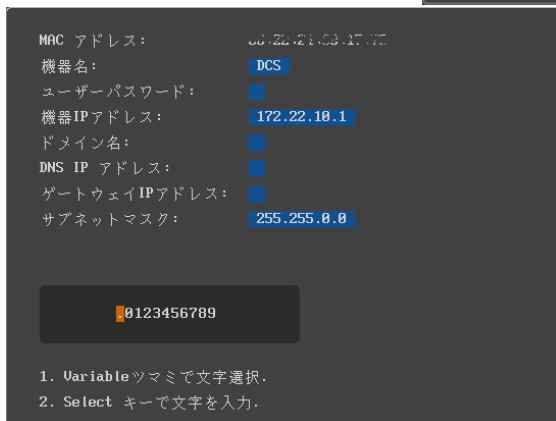 MAC アドレス:
機器名: DCS
ユーザーパスワード:
機器IPアドレス: 172.22.10.1
ドメイン名:
DNS IP アドレス:
ゲートウェイIPアドレス:
サブネットマスク: 255.255.0.0
.0123456789
1. Variableツマミで文字選択.
2. Select キーで文字を入力.